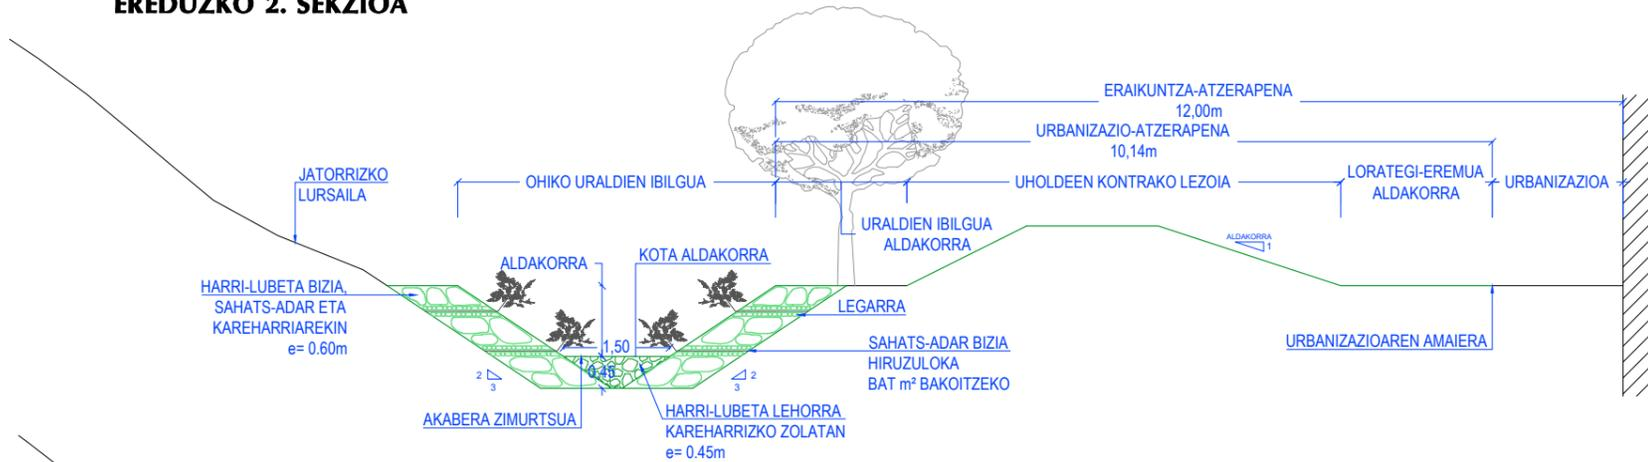 EREDUZKO 2. SEKZIOA
ERAIKUNTZA-ATZERAPENA
12,00m
URBANIZAZIO-ATZERAPENA
10,14m
JATORRIZKO
LURSAILA
OHIKO URALDIEN IBILGUA
UHOLDEEN KONTRAKO LEZOIA
LORATEGI-EREMUA
ALDAKORRA
URBANIZAZIOA
URALDIEN IBILGUA
ALDAKORRA
ALDAKORRA
1
ALDAKORRA
KOTA ALDAKORRA
HARRI-LUBETA BIZIA,
SAHATS-ADAR ETA
KAREHARRIAREKIN
e= 0.60m
LEGARRA
1,50
0,45
SAHATS-ADAR BIZIA
HIRUZULOKA
BAT m² BAKOITZEKO
URBANIZAZIOAREN AMAIERA
2
3
2
3
AKABERA ZIMURTSUA
HARRI-LUBETA LEHORRA
KAREHARRIZKO ZOLATAN
e= 0.45m